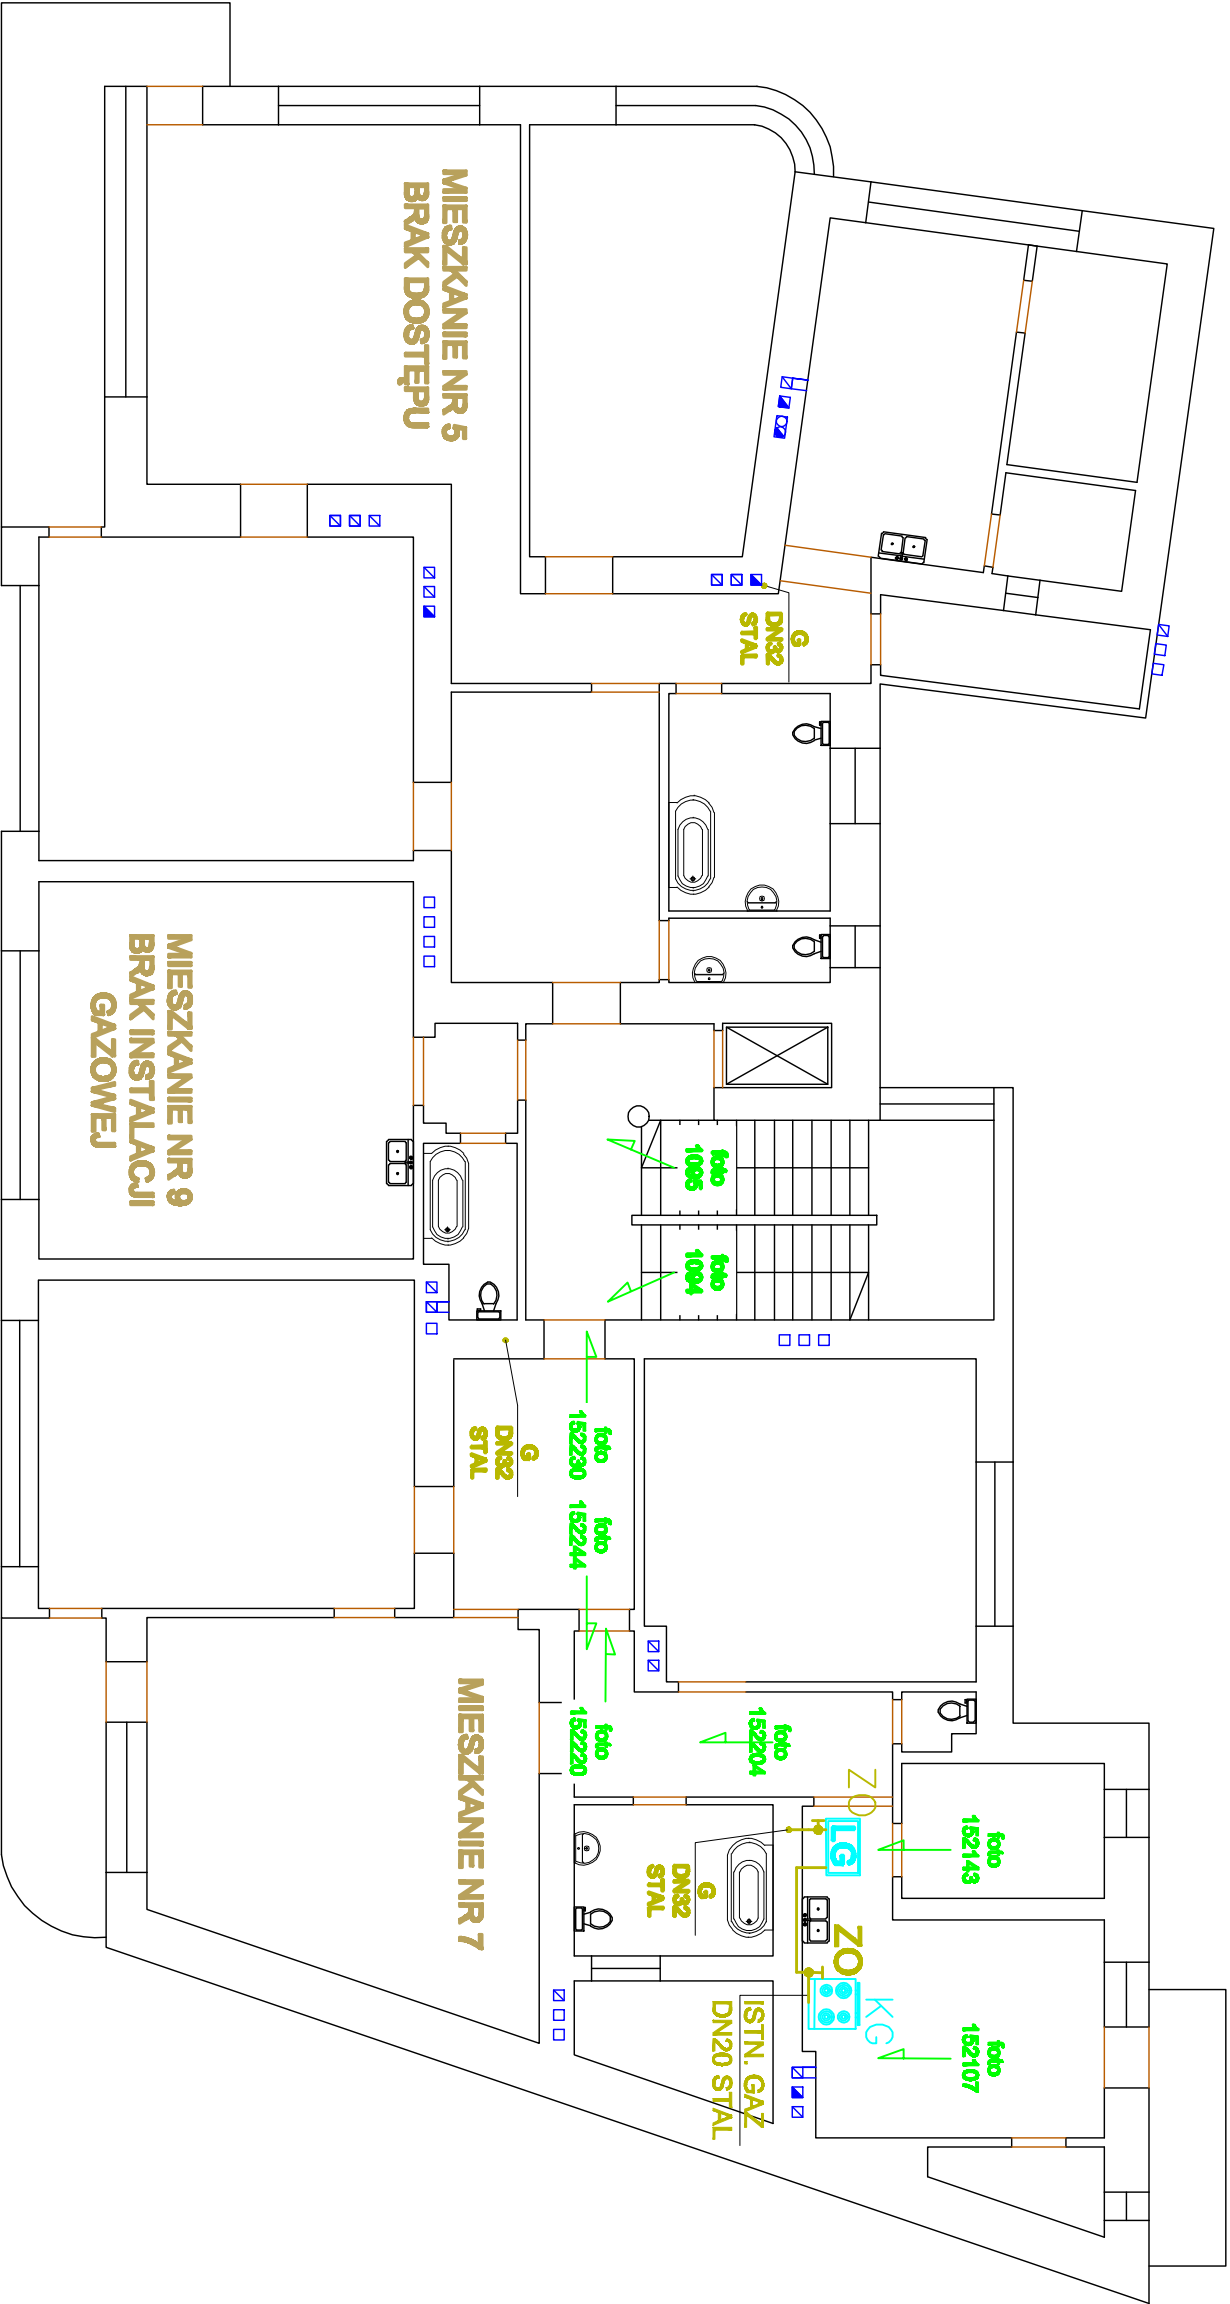 MIESZKANIE NR 5
BRAK DOSTĘPU
G
DN32
STAL
MIESZKANIE NR 9
BRAK INSTALACJI
GAZOWEJ
foto
1005
foto
1004
foto
152230
foto
152244
G
DN32
STAL
MIESZKANIE NR 7
foto
152220
foto
152204
ZO
LG
foto
152143
G
DN32
STAL
ZO
KG
foto
152107
ISTN. GAZ
DN20 STAL